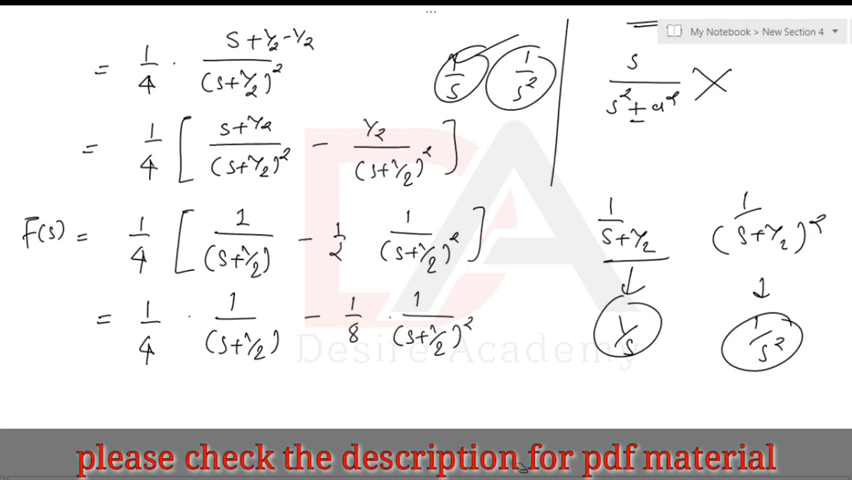 My Notebook > New Section 4
= 1/4 · (s+1/2-1/2)/(s+1/2)²
1/s 1/s²
s/(s²+a²) ×
= 1/4 [ (s+1/2)/(s+1/2)² - (1/2)/(s+1/2)² ]
F(s) = 1/4 [ 1/(s+1/2) - 1/2 1/(s+1/2)² ]
1/(s+1/2) 1/(s+1/2)²
↓ ↓
= 1/4 · 1/(s+1/2) - 1/8 · 1/(s+1/2)²
1/s 1/s²
Desire Academy
please check the description for pdf material